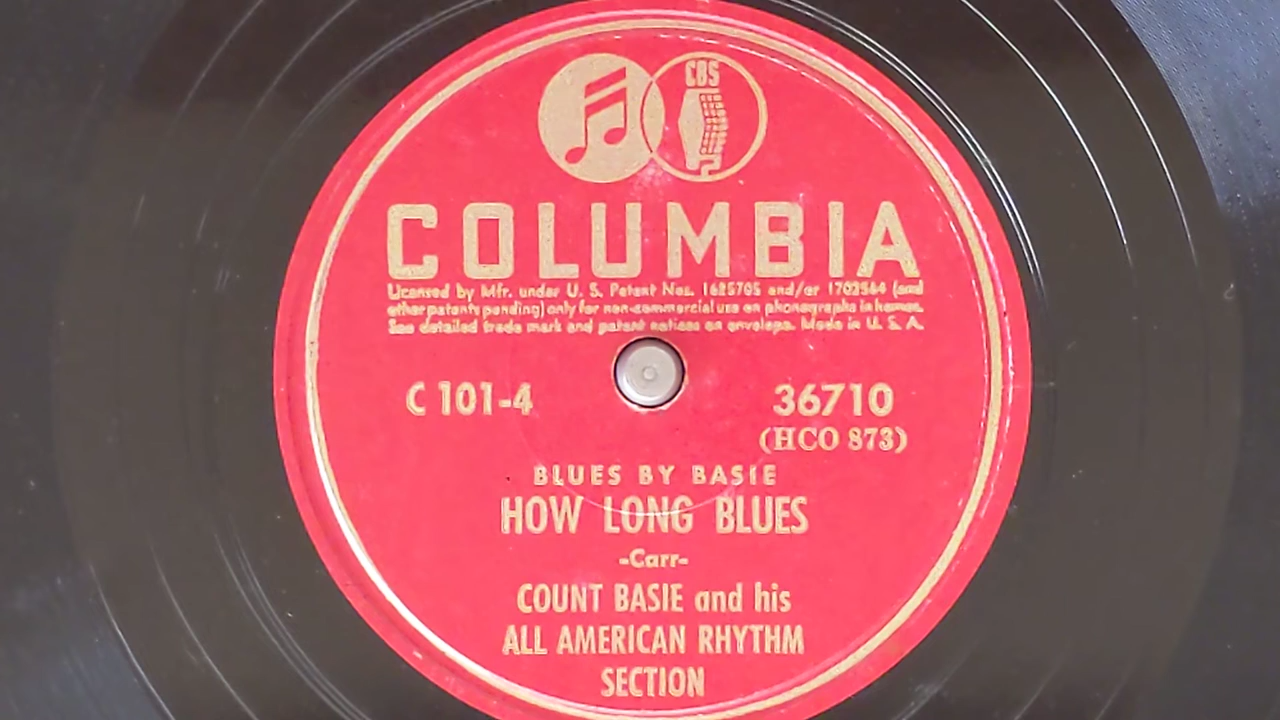 CBS
COLUMBIA
Licensed by Mfr. under U. S. Patent Nos. 1625705 and/or 1702564 (and
other patents pending) only for non-commercial use on phonographs in homes.
See detailed trade mark and patent notices on envelope. Made in U. S. A.
C 101-4 36710
(HCO 873)
BLUES BY BASIE
HOW LONG BLUES
-Carr-
COUNT BASIE and his
ALL AMERICAN RHYTHM
SECTION